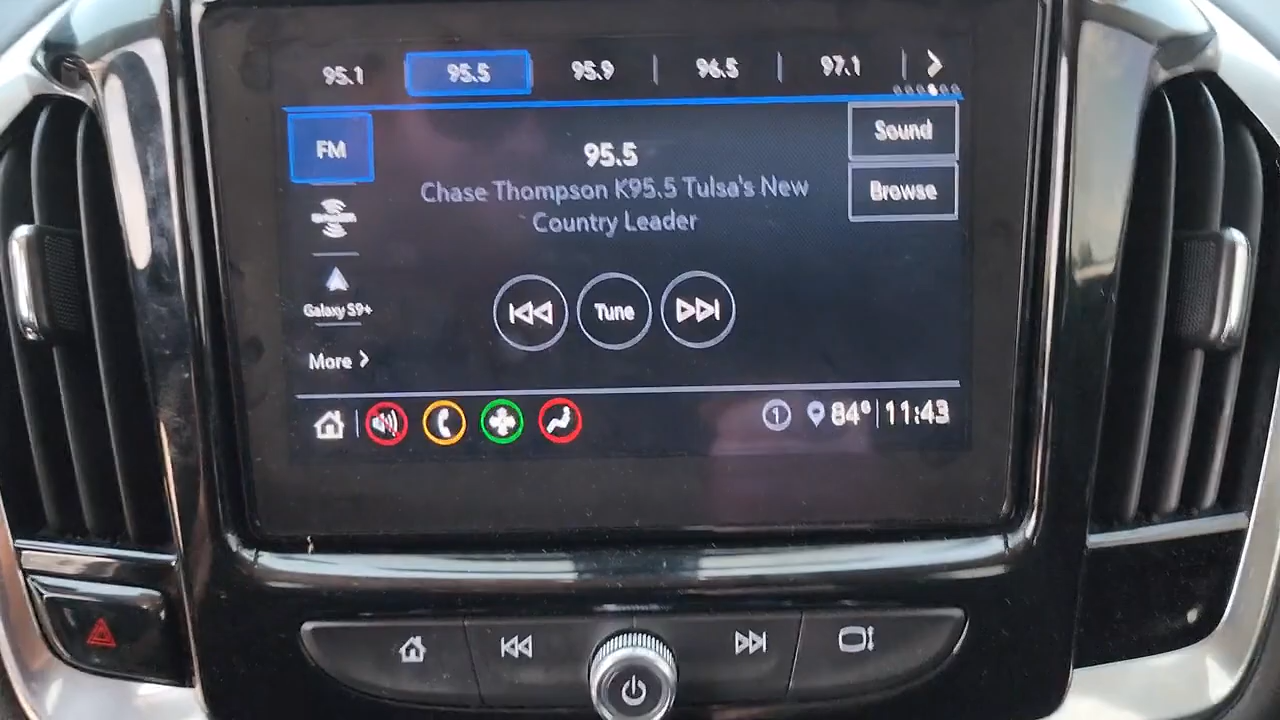 95.1 95.5 95.9 96.5 97.1
FM
95.5
Sound
Chase Thompson K95.5 Tulsa's New
Country Leader
Browse
Galaxy S9+
Tune
More
1 84° 11:43